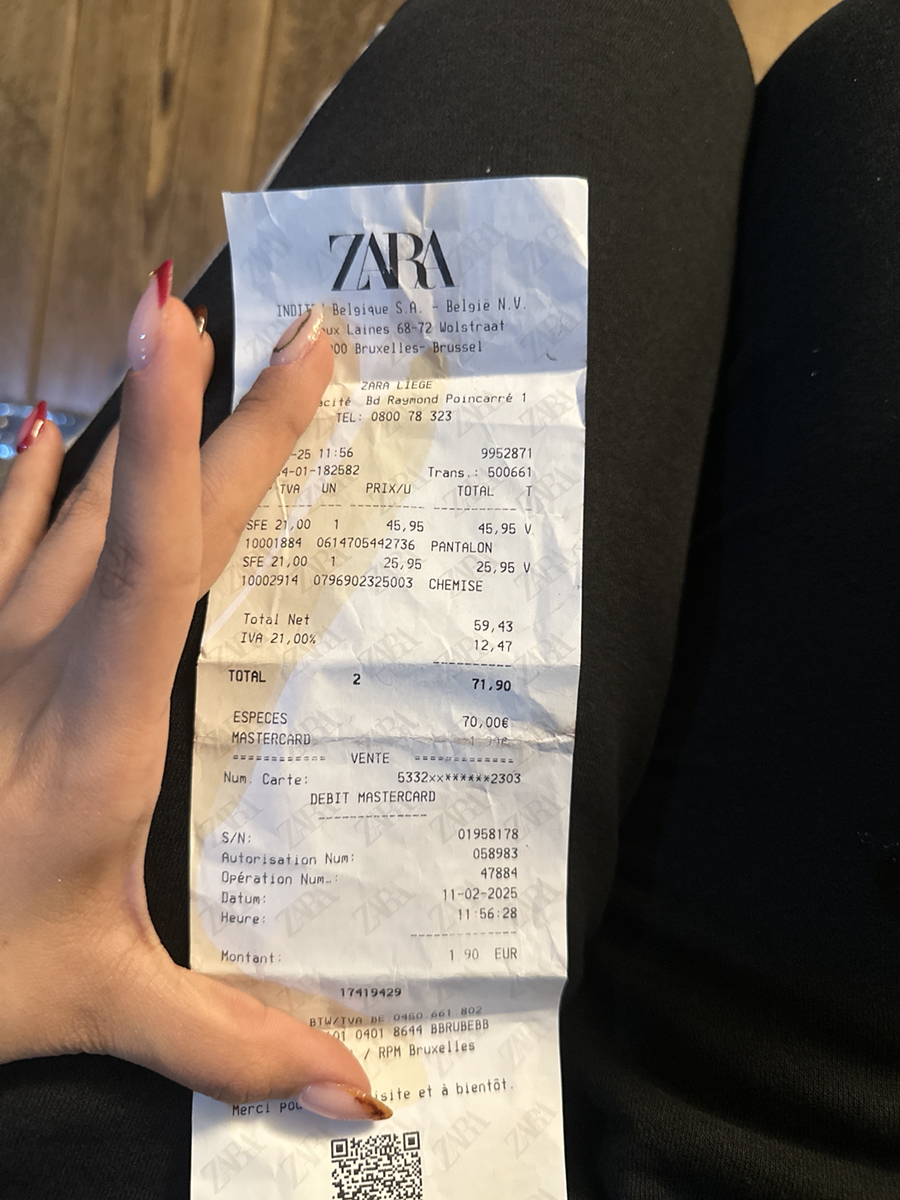 ZARA
Belgique S.A. - België N.V.
Laines 68-72 Wolstraat
Bruxelles- Brussel
ZARA LIEGE
Bd Raymond Poincarré 1
TEL: 0800 78 323
-25 11:56 9952871
4-01-182582 Trans.: 500661
TVA UN PRIX/U TOTAL T
SFE 21,00 1 45,95 45,95 V
10001884 0614705442736 PANTALON
SFE 21,00 1 25,95 25,95 V
10002914 0796902325003 CHEMISE
Total Net 59,43
IVA 21,00% 12,47
TOTAL 2 71,90
ESPECES 70,00€
MASTERCARD
============ VENTE =============
Num. Carte: 5332xx******2303
DEBIT MASTERCARD
S/N: 01958178
Autorisation Num: 058983
Opération Num.: 47884
Datum: 11-02-2025
Heure: 11:56:28
Montant: 1 90 EUR
17419429
BTW/TVA BE 0460 661 802
0401 8644 BBRUBEBB
/ RPM Bruxelles
Merci et à bientôt.